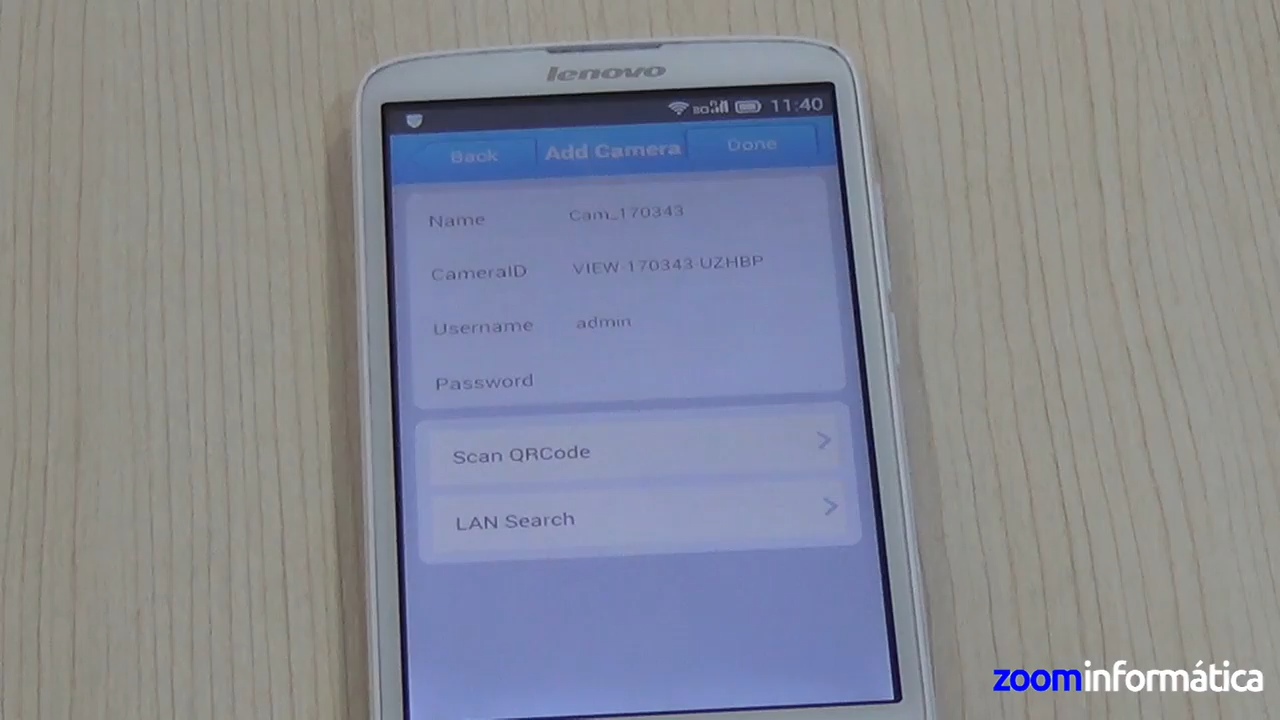 lenovo
3G 11:40
Back Add Camera Done
Name Cam_170343
CameraID VIEW-170343-UZHBP
Username admin
Password
Scan QRCode
LAN Search
zoominformática